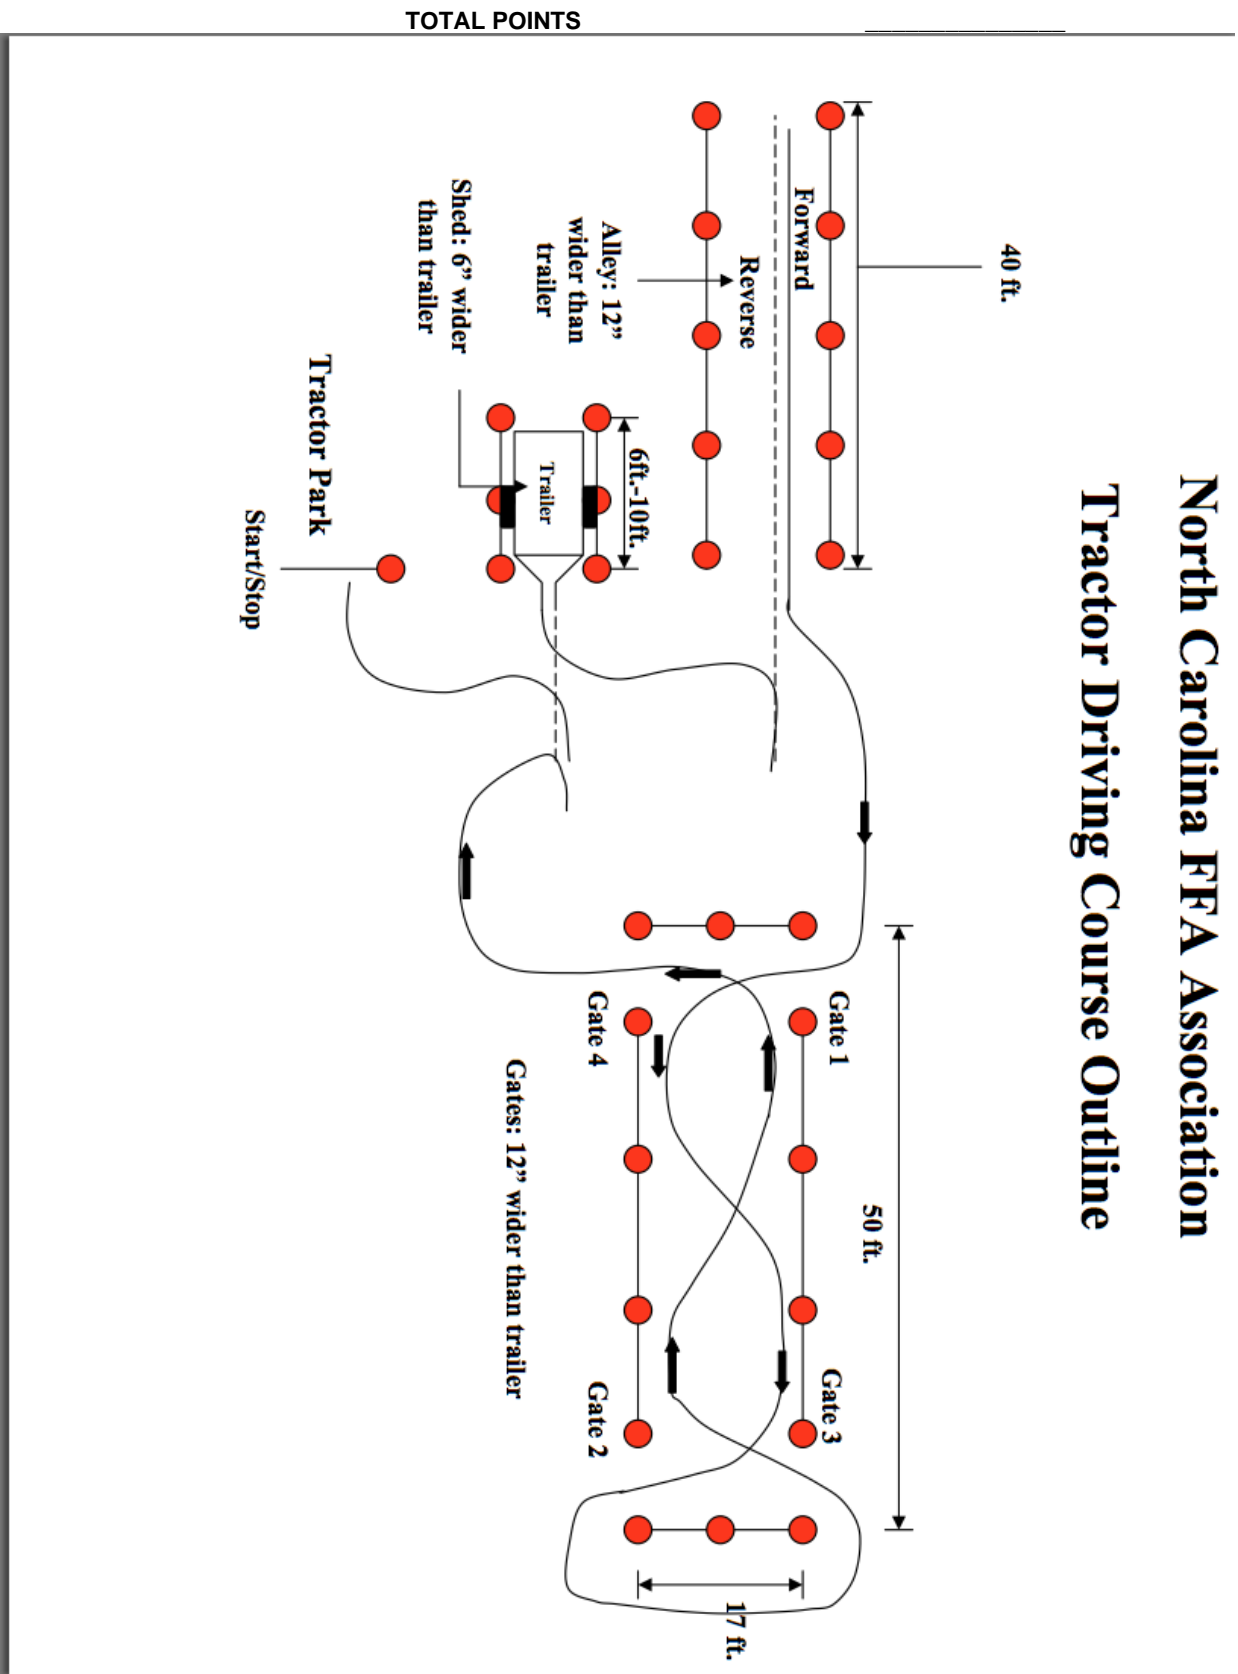 TOTAL POINTS _______________
North Carolina FFA Association
Tractor Driving Course Outline
40 ft.
Forward
Reverse
Alley: 12”
wider than
trailer
Shed: 6” wider
than trailer
6ft.-10ft.
Trailer
Tractor Park
Start/Stop
50 ft.
Gate 1
Gate 3
Gate 4
Gate 2
Gates: 12” wider than trailer
17 ft.